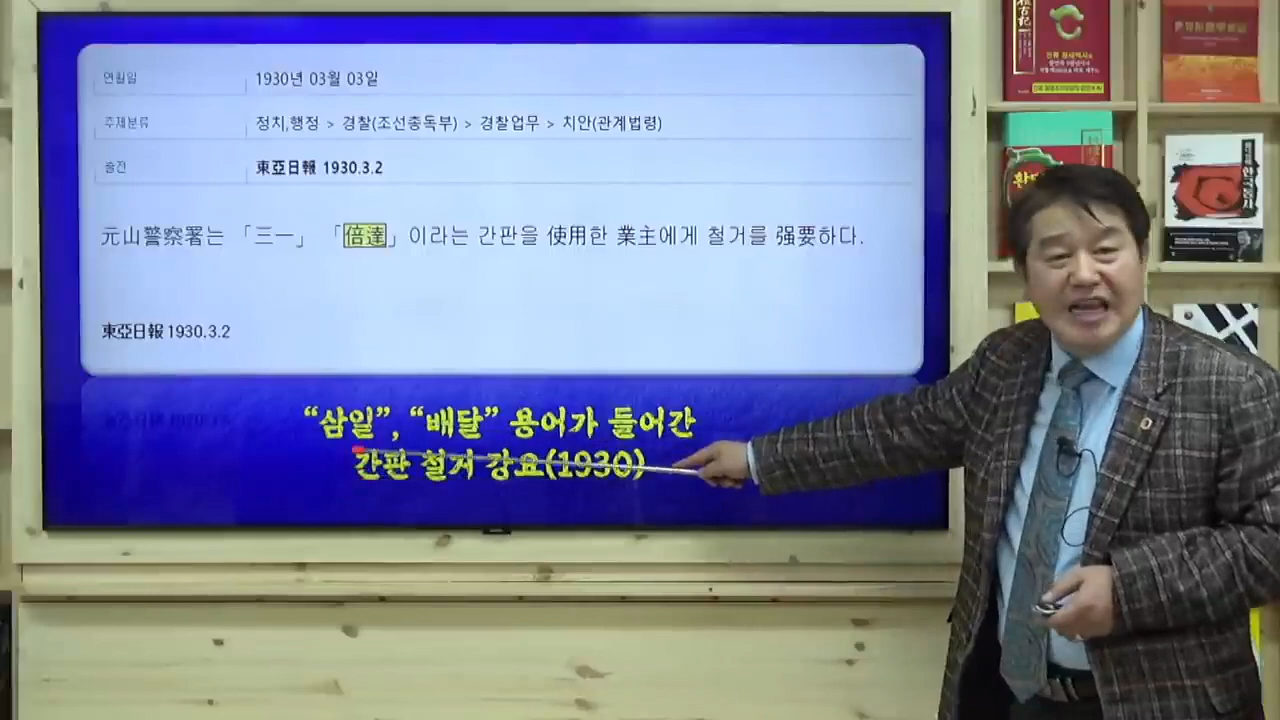 연월일
1930년 03월 03일
주제분류
정치,행정 > 경찰(조선총독부) > 경찰업무 > 치안(관계법령)
출전
東亞日報 1930.3.2
元山警察署는 「三一」 「倍達」이라는 간판을 使用한 業主에게 철거를 强要하다.
東亞日報 1930.3.2
“삼일”, “배달” 용어가 들어간
간판 철거 강요(1930)